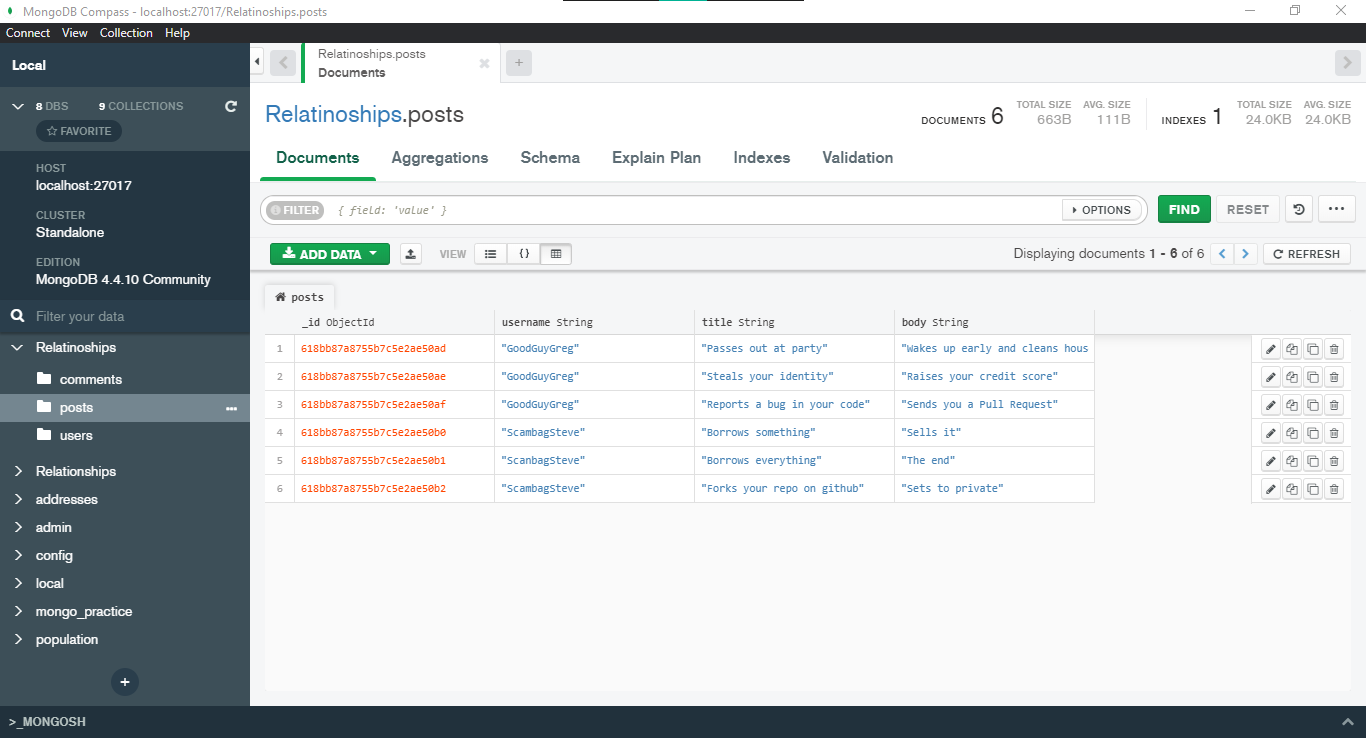 MongoDB Compass - localhost:27017/Relatinoships.posts
Connect View Collection Help
Local
8 DBS 9 COLLECTIONS
FAVORITE
HOST
localhost:27017
CLUSTER
Standalone
EDITION
MongoDB 4.4.10 Community
Filter your data
Relatinoships
comments
posts
users
Relationships
addresses
admin
config
local
mongo_practice
population
+
Relatinoships.posts
Documents
+
Relatinoships.posts
DOCUMENTS 6 TOTAL SIZE 663B AVG. SIZE 111B INDEXES 1 TOTAL SIZE 24.0KB AVG. SIZE 24.0KB
Documents Aggregations Schema Explain Plan Indexes Validation
FILTER { field: 'value' } OPTIONS FIND RESET ...
ADD DATA VIEW {} Displaying documents 1 - 6 of 6 < > REFRESH
posts
_id ObjectId username String title String body String
1 618bb87a8755b7c5e2ae50ad "GoodGuyGreg" "Passes out at party" "Wakes up early and cleans hous
2 618bb87a8755b7c5e2ae50ae "GoodGuyGreg" "Steals your identity" "Raises your credit score"
3 618bb87a8755b7c5e2ae50af "GoodGuyGreg" "Reports a bug in your code" "Sends you a Pull Request"
4 618bb87a8755b7c5e2ae50b0 "ScambagSteve" "Borrows something" "Sells it"
5 618bb87a8755b7c5e2ae50b1 "ScanbagSteve" "Borrows everything" "The end"
6 618bb87a8755b7c5e2ae50b2 "ScambagSteve" "Forks your repo on github" "Sets to private"
>_MONGOSH